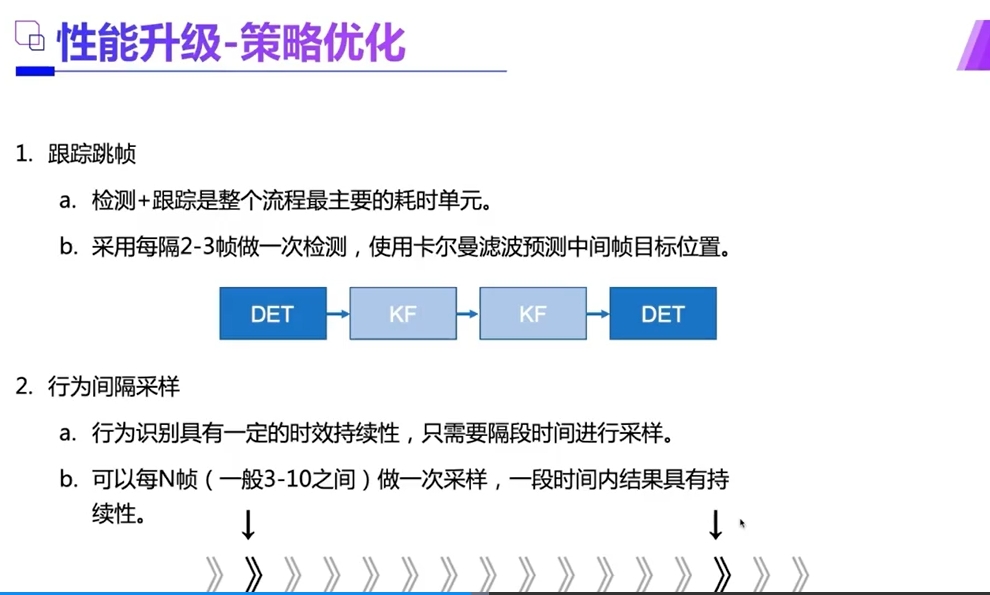 性能升级-策略优化
1. 跟踪跳帧
a. 检测+跟踪是整个流程最主要的耗时单元。
b. 采用每隔2-3帧做一次检测，使用卡尔曼滤波预测中间帧目标位置。
DET KF KF DET
2. 行为间隔采样
a. 行为识别具有一定的时效持续性，只需要隔段时间进行采样。
b. 可以每N帧（一般3-10之间）做一次采样，一段时间内结果具有持
续性。